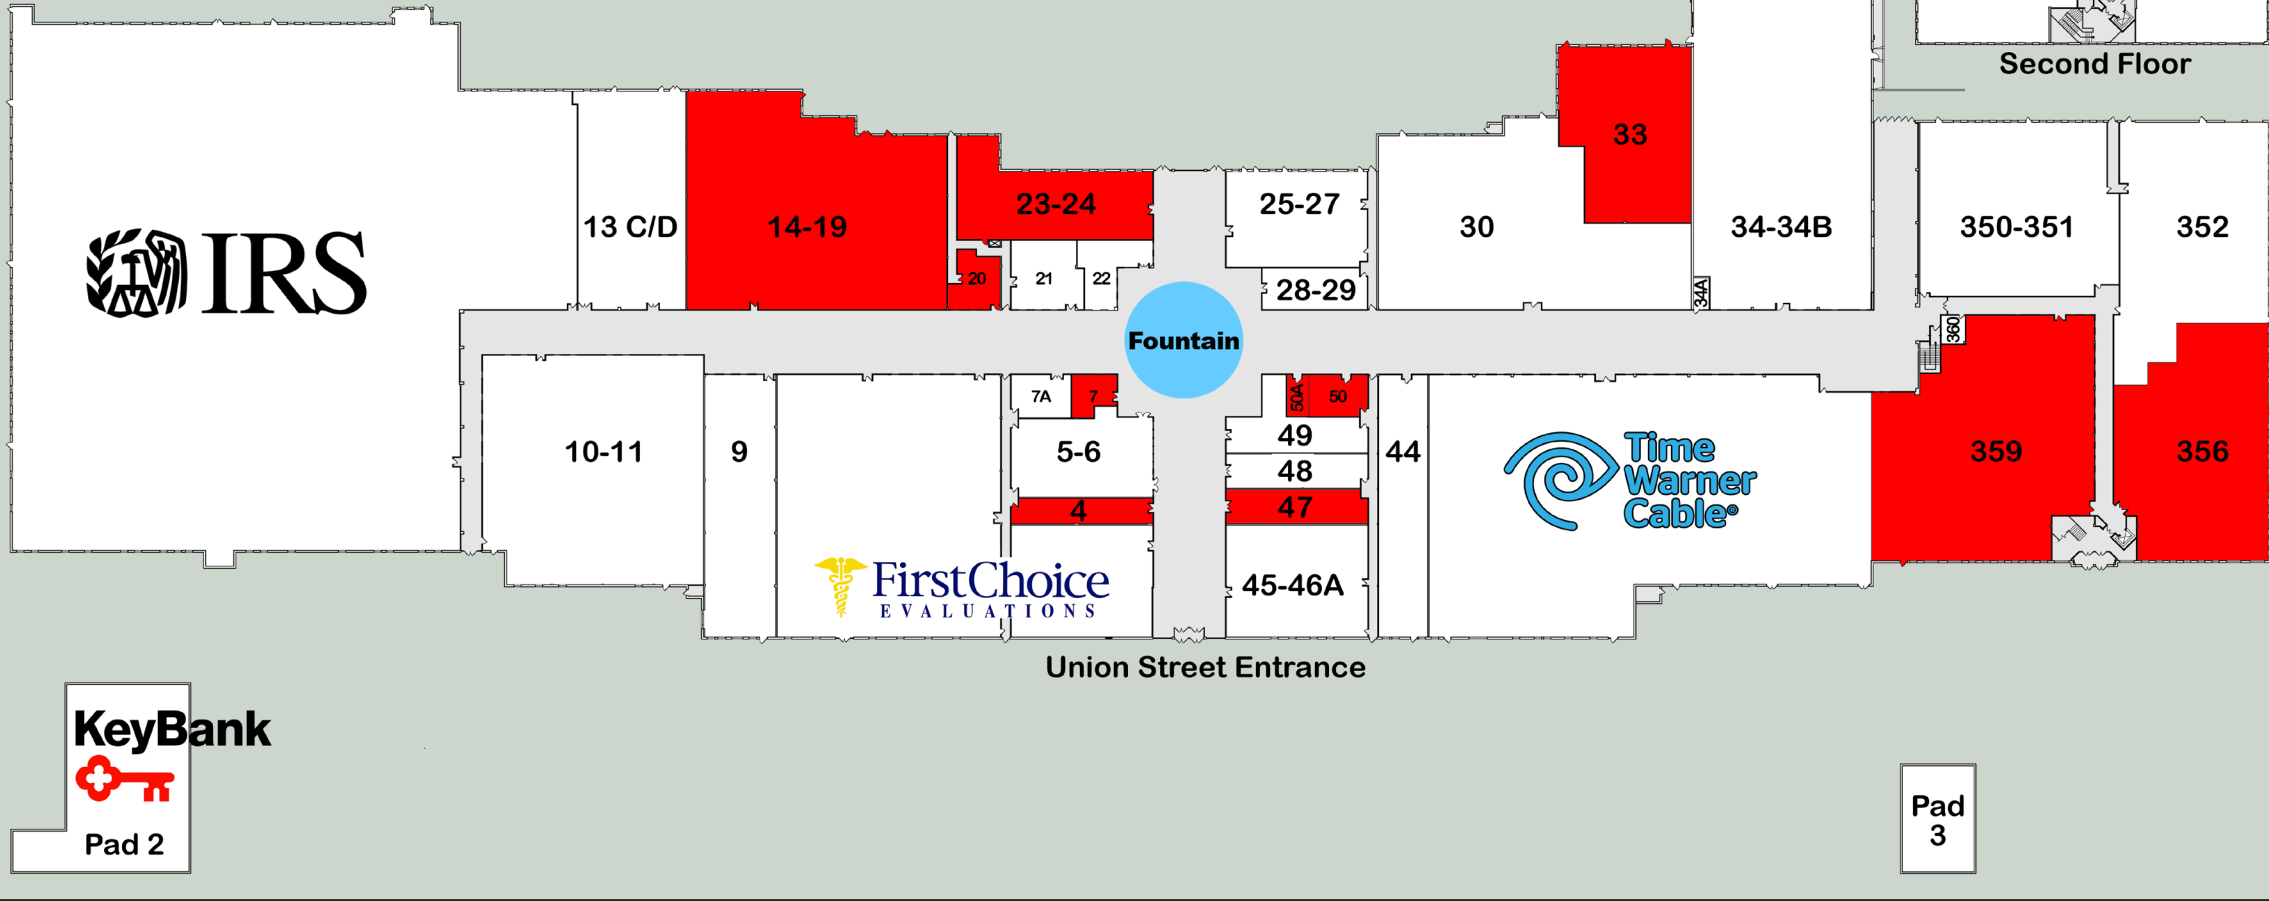 Second Floor
33
23-24
25-27
13 C/D
14-19
30
34-34B
350-351
352
IRS
20
21
22
28-29
34A
360
Fountain
7A
7
50A
50
10-11
9
5-6
49
44
48
4
47
Time
Warner
Cable®
359
356
FirstChoice
EVALUATIONS
45-46A
Union Street Entrance
KeyBank
Pad 2
Pad
3